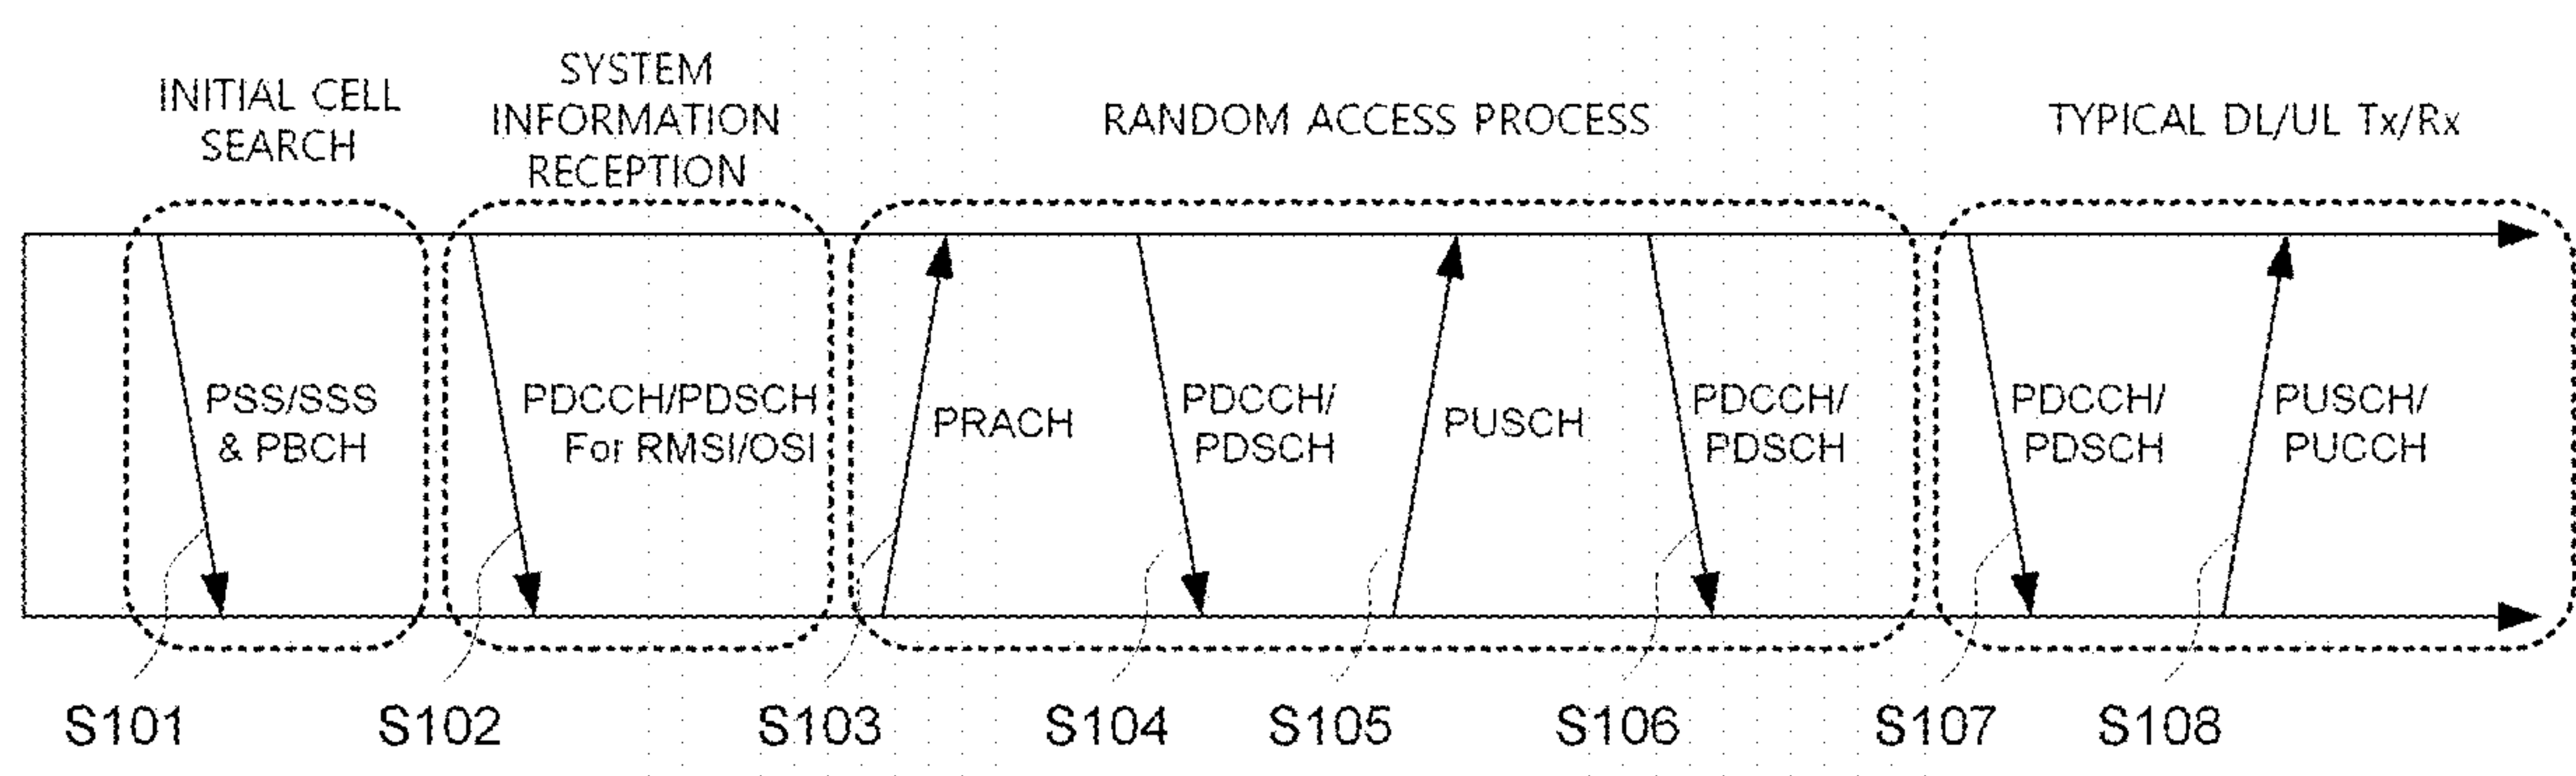 INITIAL CELL
SEARCH
SYSTEM
INFORMATION
RECEPTION
RANDOM ACCESS PROCESS
TYPICAL DL/UL Tx/Rx
PSS/SSS
& PBCH
PDCCH/PDSCH
For RMSI/OSI
PRACH
PDCCH/
PDSCH
PUSCH
PDCCH/
PDSCH
PDCCH/
PDSCH
PUSCH/
PUCCH
S101
S102
S103
S104
S105
S106
S107
S108